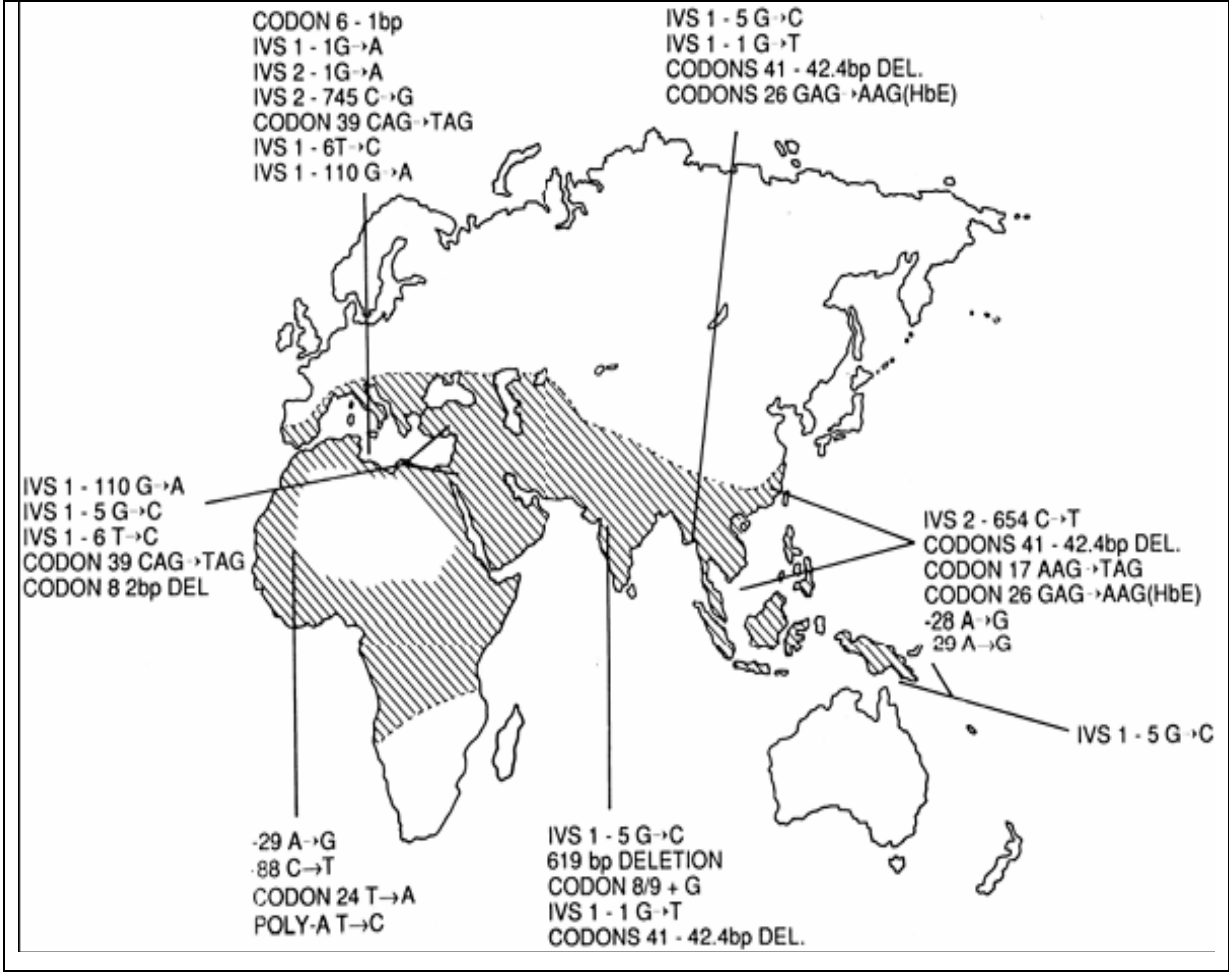 CODON 6 - 1bp
IVS 1 - 1G→A
IVS 2 - 1G→A
IVS 2 - 745 C→G
CODON 39 CAG→TAG
IVS 1 - 6T→C
IVS 1 - 110 G→A
IVS 1 - 5 G→C
IVS 1 - 1 G→T
CODONS 41 - 42.4bp DEL.
CODONS 26 GAG→AAG(HbE)
IVS 1 - 110 G→A
IVS 1 - 5 G→C
IVS 1 - 6 T→C
CODON 39 CAG→TAG
CODON 8 2bp DEL
IVS 2 - 654 C→T
CODONS 41 - 42.4bp DEL.
CODON 17 AAG→TAG
CODON 26 GAG→AAG(HbE)
-28 A→G
-29 A→G
IVS 1 - 5 G→C
-29 A→G
-88 C→T
CODON 24 T→A
POLY-A T→C
IVS 1 - 5 G→C
619 bp DELETION
CODON 8/9 + G
IVS 1 - 1 G→T
CODONS 41 - 42.4bp DEL.